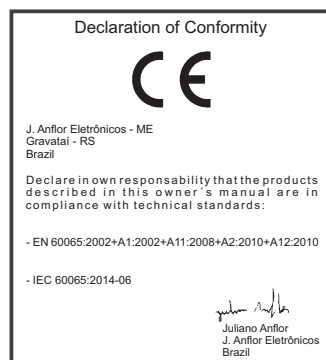 Declaration of Conformity
CE
J. Anflor Eletrônicos - ME
Gravataí - RS
Brazil
Declare in own responsability that the products
described in this owner´s manual are in
compliance with technical standards:
- EN 60065:2002+A1:2002+A11:2008+A2:2010+A12:2010
- IEC 60065:2014-06
Juliano Anflor
J. Anflor Eletrônicos
Brazil